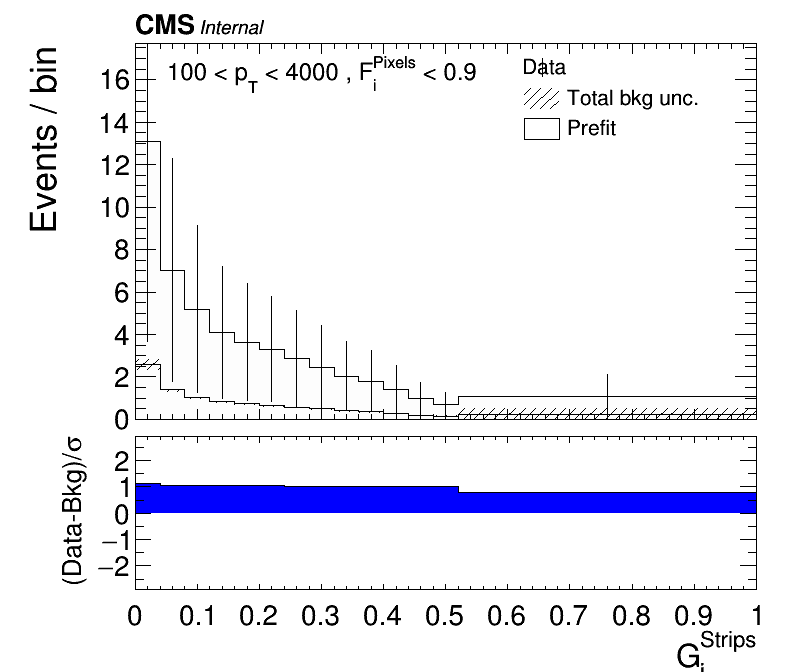 CMS Internal
Events / bin
100 < p_T < 4000 , F_i^Pixels < 0.9
Data
Total bkg unc.
Prefit
16
14
12
10
8
6
4
2
0
(Data-Bkg)/σ
2
1
0
−1
−2
0 0.1 0.2 0.3 0.4 0.5 0.6 0.7 0.8 0.9 1
G_i^Strips